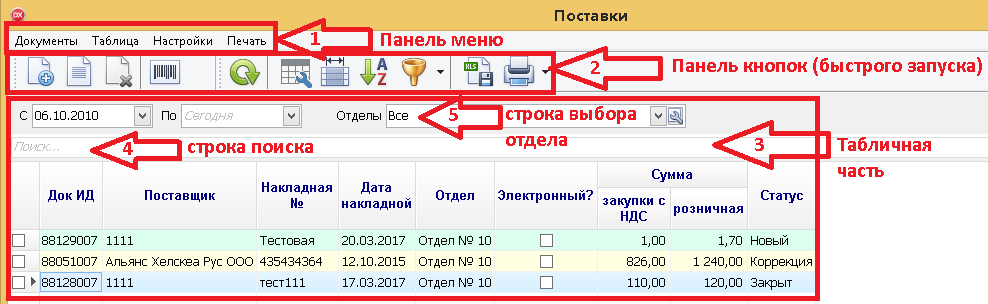 DX Поставки
Документы Таблица Настройки Печать 1 Панель меню
XLS 2 Панель кнопок (быстрого запуска)
С 06.10.2010 По Сегодня Отделы Все 5 строка выбора отдела
Поиск... 4 строка поиска 3 Табличная часть
Док ИД Поставщик Накладная № Дата накладной Отдел Электронный? Сумма закупки с НДС розничная Статус
88129007 1111 Тестовая 20.03.2017 Отдел № 10 1,00 1,70 Новый
88051007 Альянс Хелскеа Рус ООО 435434364 12.10.2015 Отдел № 10 826,00 1 240,00 Коррекция
88128007 1111 тест111 17.03.2017 Отдел № 10 110,00 120,00 Закрыт